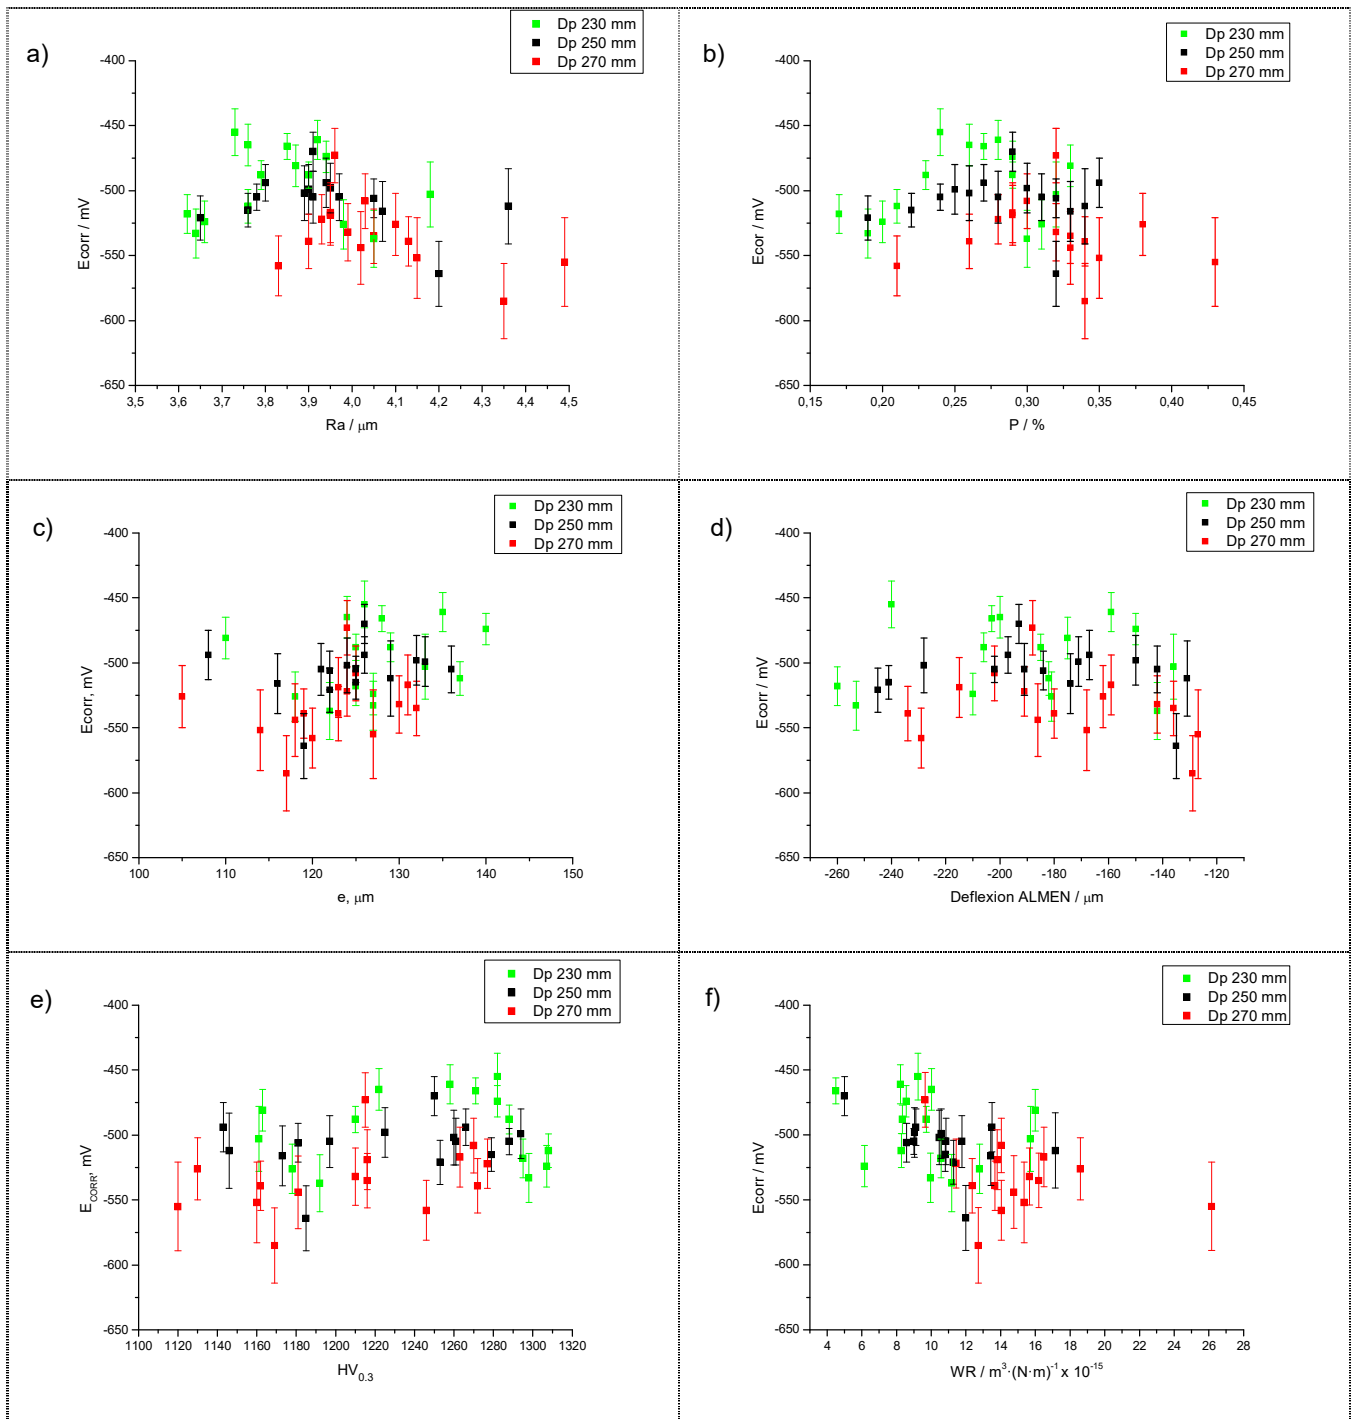 a)
Dp 230 mm
Dp 250 mm
Dp 270 mm
-400
-450
-500
-550
-600
-650
Ecorr / mV
3,5 3,6 3,7 3,8 3,9 4,0 4,1 4,2 4,3 4,4 4,5
Ra / μm
b)
Dp 230 mm
Dp 250 mm
Dp 270 mm
-400
-450
-500
-550
-600
-650
Ecor / mV
0,15 0,20 0,25 0,30 0,35 0,40 0,45
P / %
c)
Dp 230 mm
Dp 250 mm
Dp 270 mm
-400
-450
-500
-550
-600
-650
Ecorr, mV
100 110 120 130 140 150
e, μm
d)
Dp 230 mm
Dp 250 mm
Dp 270 mm
-400
-450
-500
-550
-600
-650
Ecorr / mV
-260 -240 -220 -200 -180 -160 -140 -120
Deflexion ALMEN / μm
e)
Dp 230 mm
Dp 250 mm
Dp 270 mm
-400
-450
-500
-550
-600
-650
E_CORR, mV
1100 1120 1140 1160 1180 1200 1220 1240 1260 1280 1300 1320
HV0.3
f)
Dp 230 mm
Dp 250 mm
Dp 270 mm
-400
-450
-500
-550
-600
-650
Ecorr / mV
4 6 8 10 12 14 16 18 20 22 24 26 28
WR / m³·(N·m)⁻¹ x 10⁻¹⁵